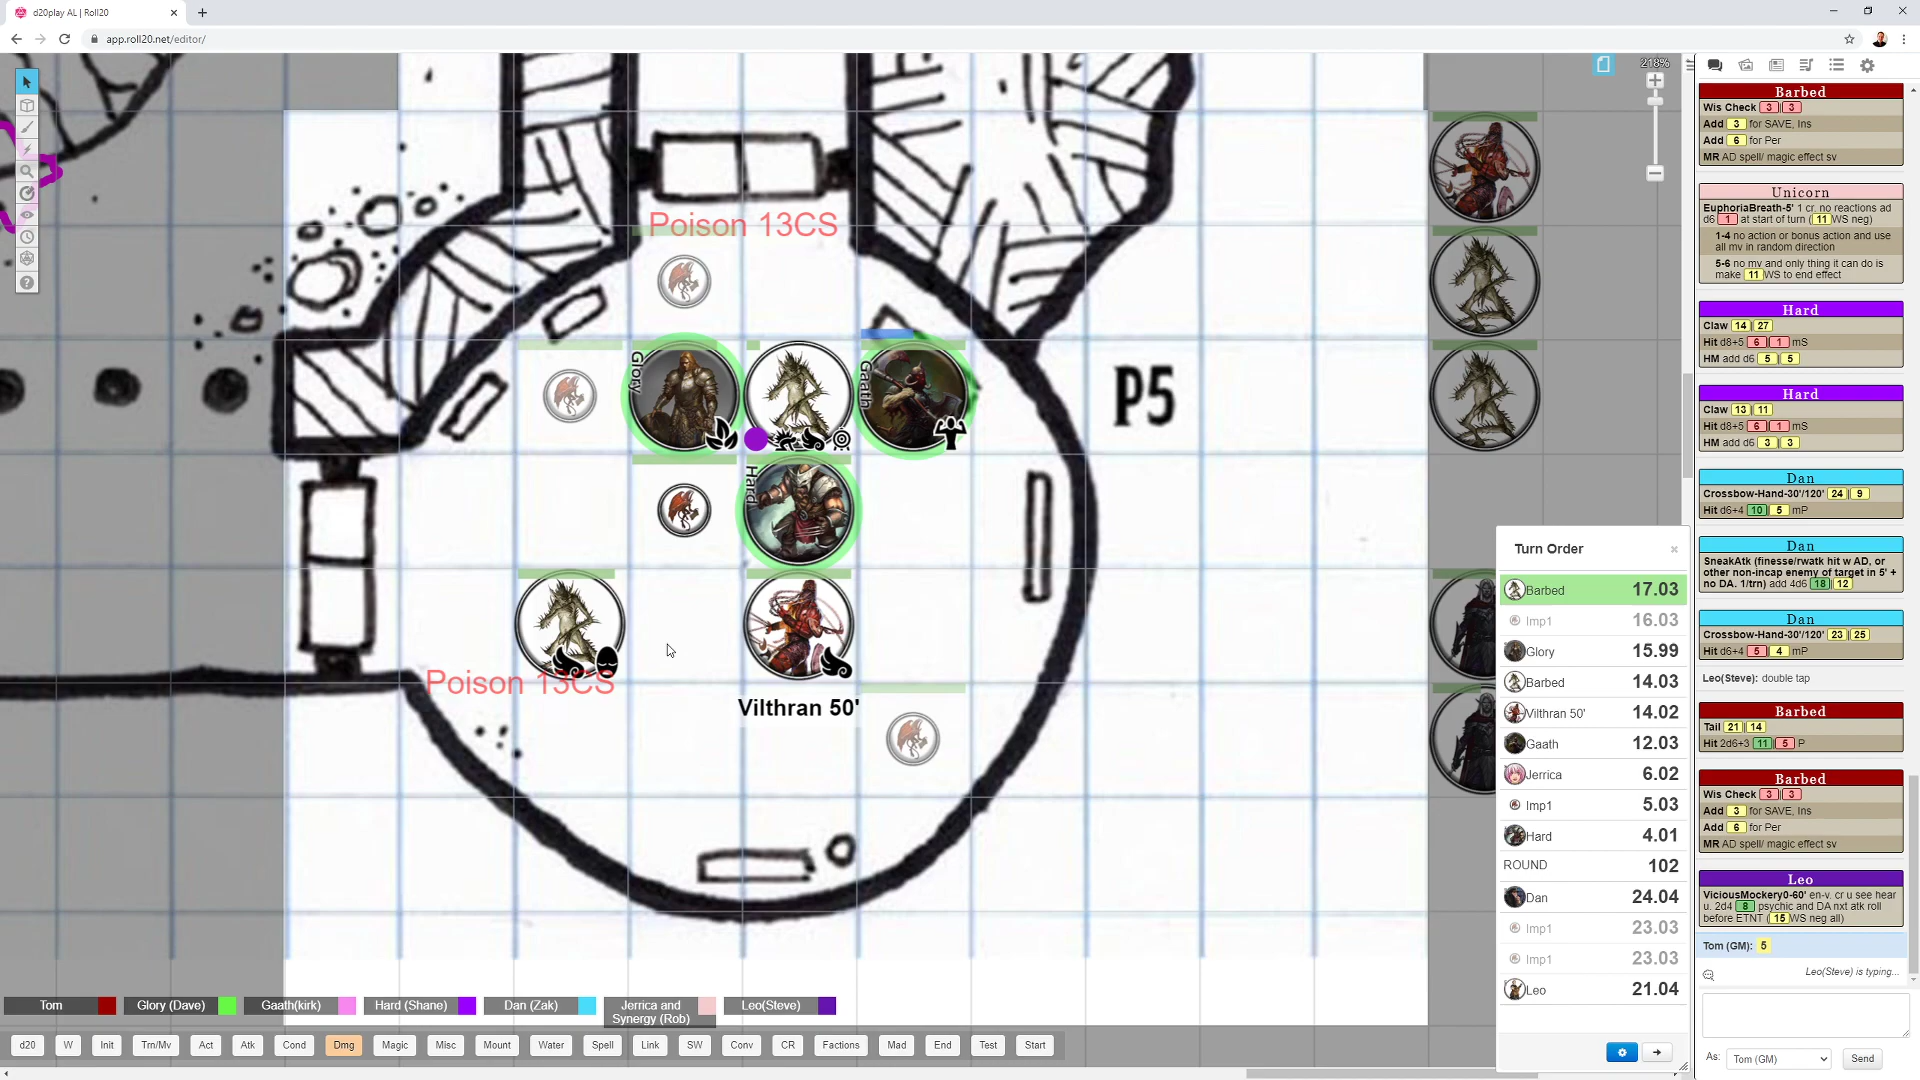 d20play AL | Roll20
app.roll20.net/editor/
218%
Poison 13CS
Glory
Gaath
Hard
P5
Poison 13CS
Vilthran 50'
Turn Order
Barbed 17.03
Imp1 16.03
Glory 15.99
Barbed 14.03
Vilthran 50' 14.02
Gaath 12.03
Jerrica 6.02
Imp1 5.03
Hard 4.01
ROUND 102
Dan 24.04
Imp1 23.03
Imp1 23.03
Leo 21.04
Barbed
Wis Check 3 3
Add 3 for SAVE, Ins
Add 6 for Per
MR AD spell/ magic effect sv
Unicorn
EuphoriaBreath-5' 1 cr. no reactions ad
d6 1 at start of turn (11 WS neg)
1-4 no action or bonus action and use
all mv in random direction
5-6 no mv and only thing it can do is
make 11 WS to end effect
Hard
Claw 14 27
Hit d8+5 6 1 mS
HM add d6 5 5
Hard
Claw 13 11
Hit d8+5 6 1 mS
HM add d6 3 3
Dan
Crossbow-Hand-30'/120' 24 9
Hit d6+4 10 5 mP
Dan
SneakAtk (finesse/rwatk hit w AD, or
other non-incap enemy of target in 5' +
no DA. 1/trn) add 4d6 18 12
Dan
Crossbow-Hand-30'/120' 23 25
Hit d6+4 5 4 mP
Leo(Steve): double tap
Barbed
Tail 21 14
Hit 2d6+3 11 5 P
Barbed
Wis Check 3 3
Add 3 for SAVE, Ins
Add 6 for Per
MR AD spell/ magic effect sv
Leo
ViciousMockery0-60' en-v. cr u see hear
u. 2d4 8 psychic and DA nxt atk roll
before ETNT (15 WS neg all)
Tom (GM): 5
Leo(Steve) is typing...
As: Tom (GM) Send
Tom
Glory (Dave)
Gaath(kirk)
Hard (Shane)
Dan (Zak)
Jerrica and
Synergy (Rob)
Leo(Steve)
d20 W Init Trn/Mv Act Atk Cond Dmg Magic Misc Mount Water Spell Link SW Conv CR Factions Mad End Test Start